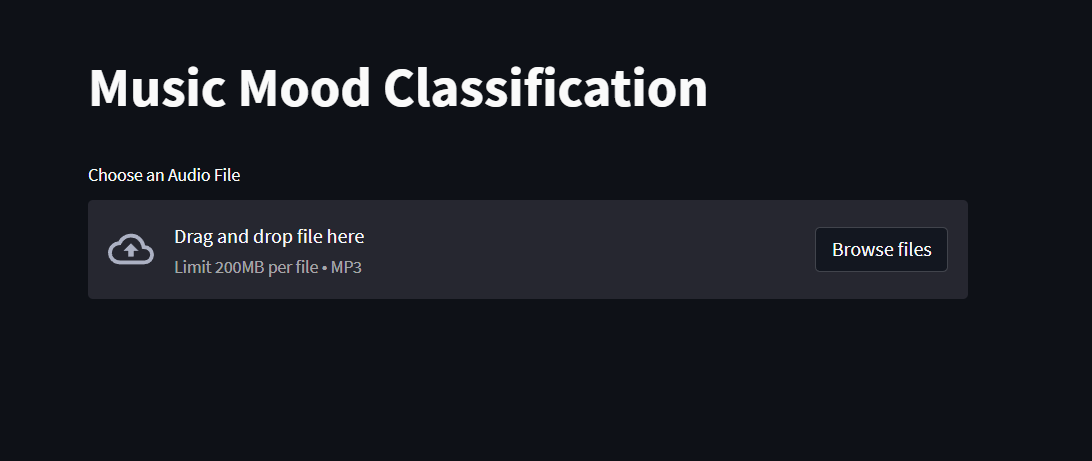 Music Mood Classification
Choose an Audio File
Drag and drop file here
Limit 200MB per file • MP3
Browse files